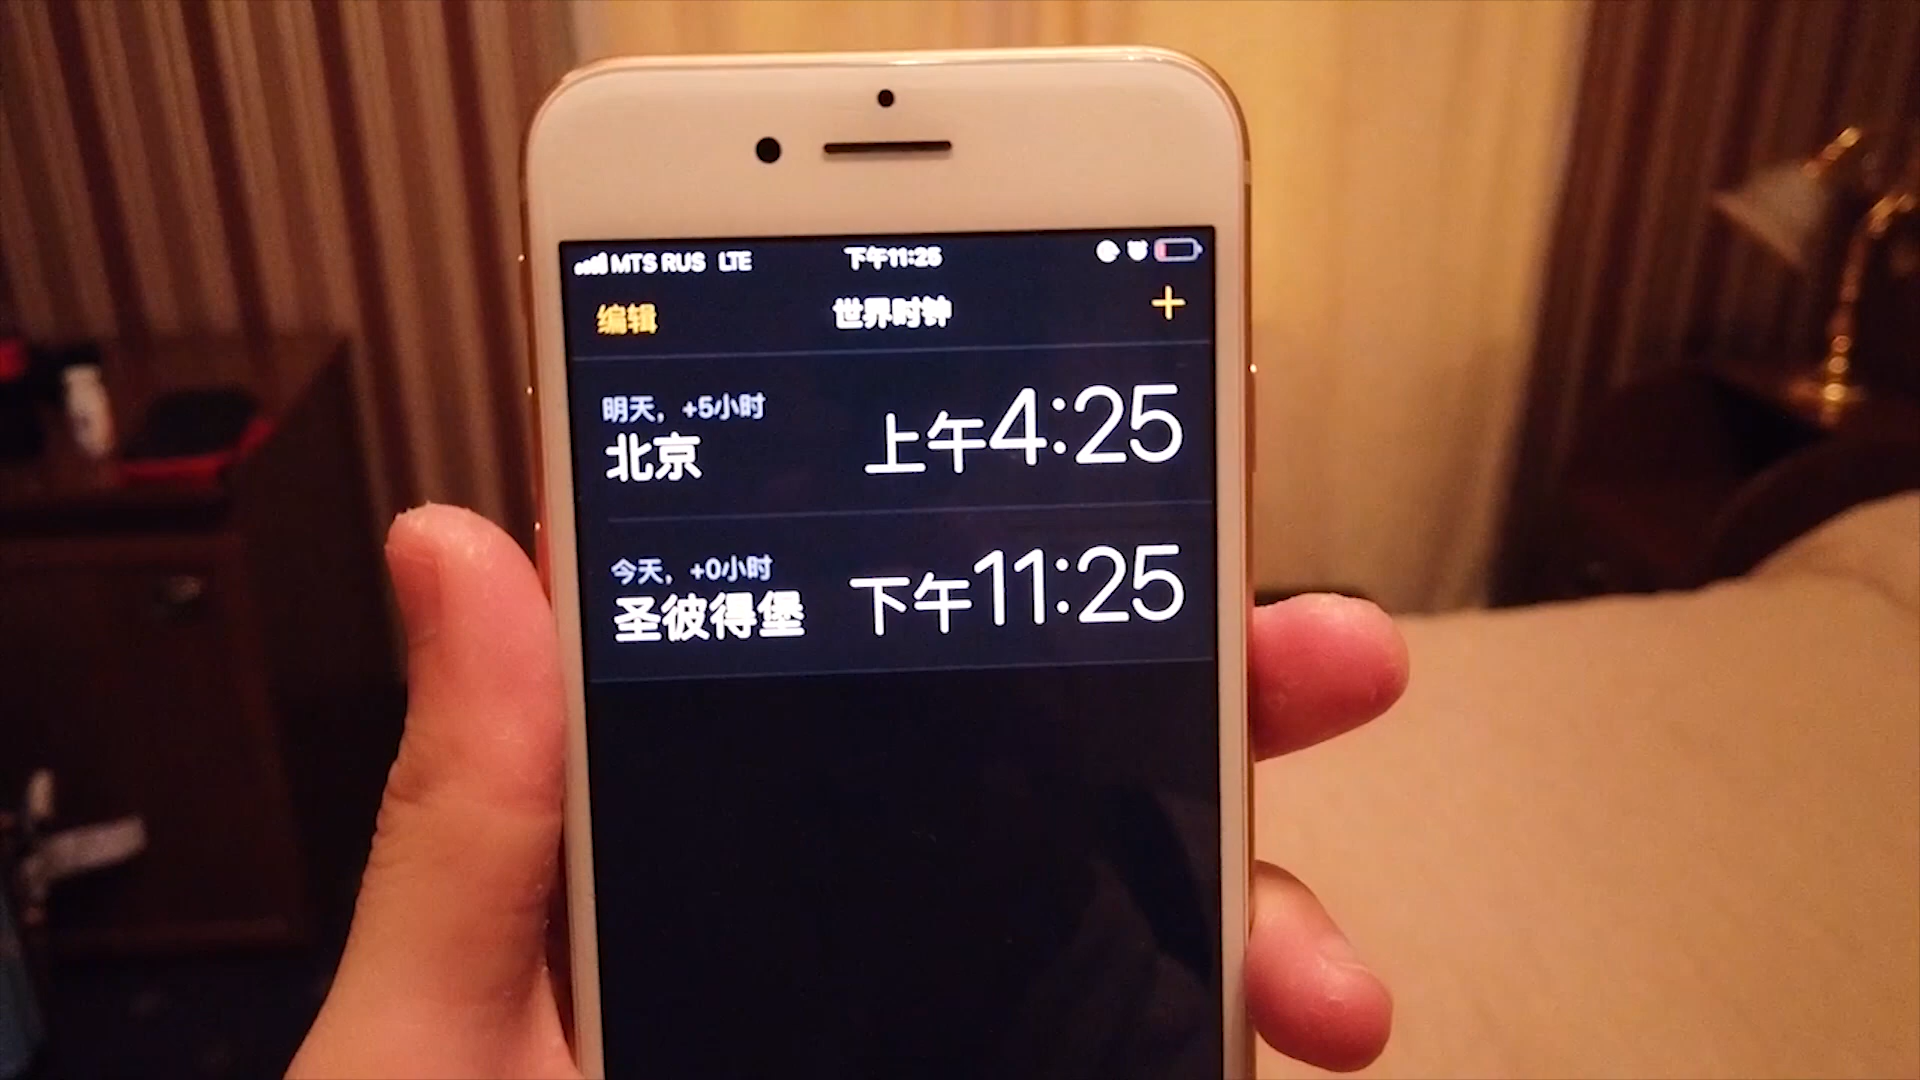 MTS RUS LTE 下午11:25
编辑 世界时钟 +
明天，+5小时
北京 上午4:25
今天，+0小时
圣彼得堡 下午11:25